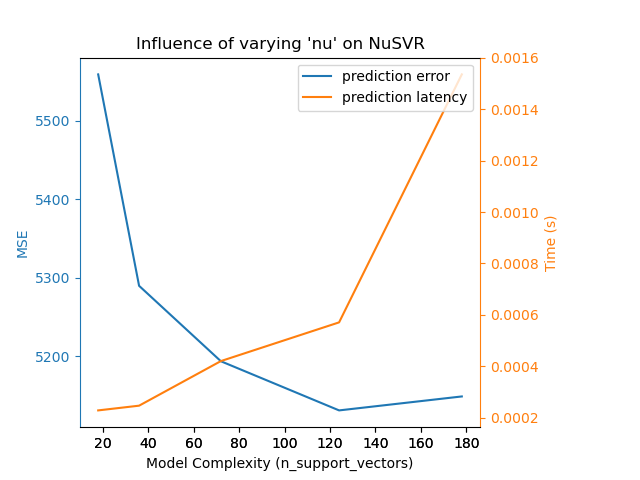 Influence of varying 'nu' on NuSVR
prediction error
prediction latency
MSE
5500
5400
5300
5200
0.0016
0.0014
0.0012
0.0010
0.0008
0.0006
0.0004
0.0002
Time (s)
20 40 60 80 100 120 140 160 180
Model Complexity (n_support_vectors)